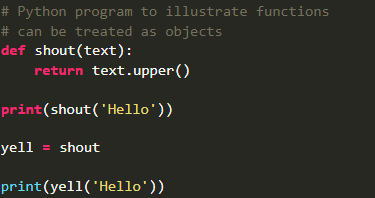 # Python program to illustrate functions
# can be treated as objects
def shout(text):
    return text.upper()

print(shout('Hello'))

yell = shout

print(yell('Hello'))